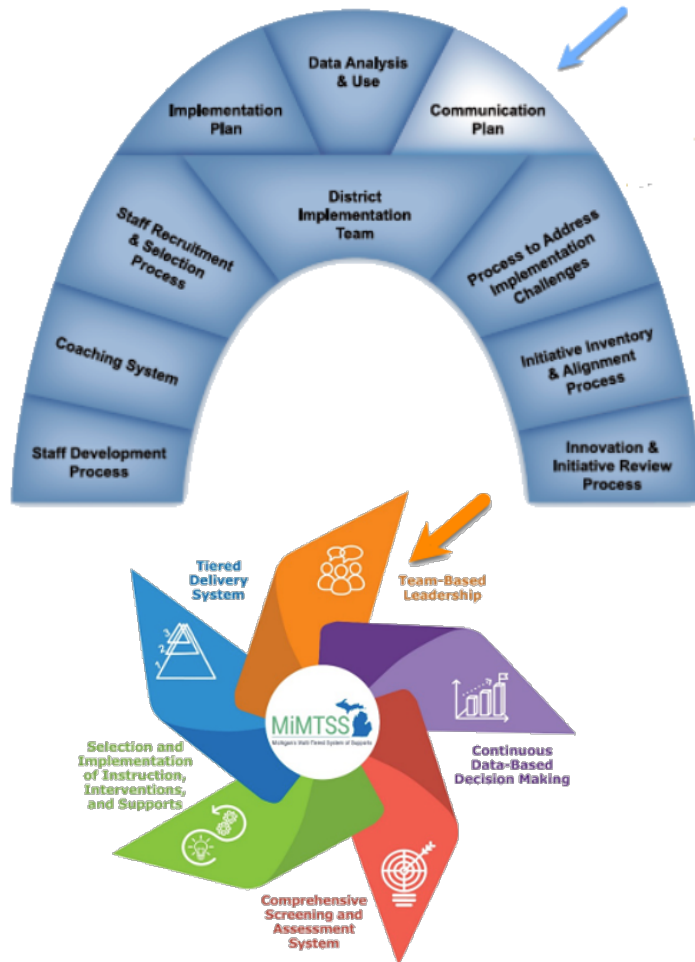 Data Analysis
& Use
Implementation
Plan
Communication
Plan
District
Implementation
Team
Staff Recruitment
& Selection
Process
Process to Address
Implementation
Challenges
Coaching System
Initiative Inventory
& Alignment
Process
Staff Development
Process
Innovation &
Initiative Review
Process
Tiered
Delivery
System
Team-Based
Leadership
3
2
1
MiMTSS
Michigan's Multi-Tiered System of Supports
Continuous
Data-Based
Decision Making
Selection and
Implementation
of Instruction,
Interventions,
and Supports
Comprehensive
Screening and
Assessment
System